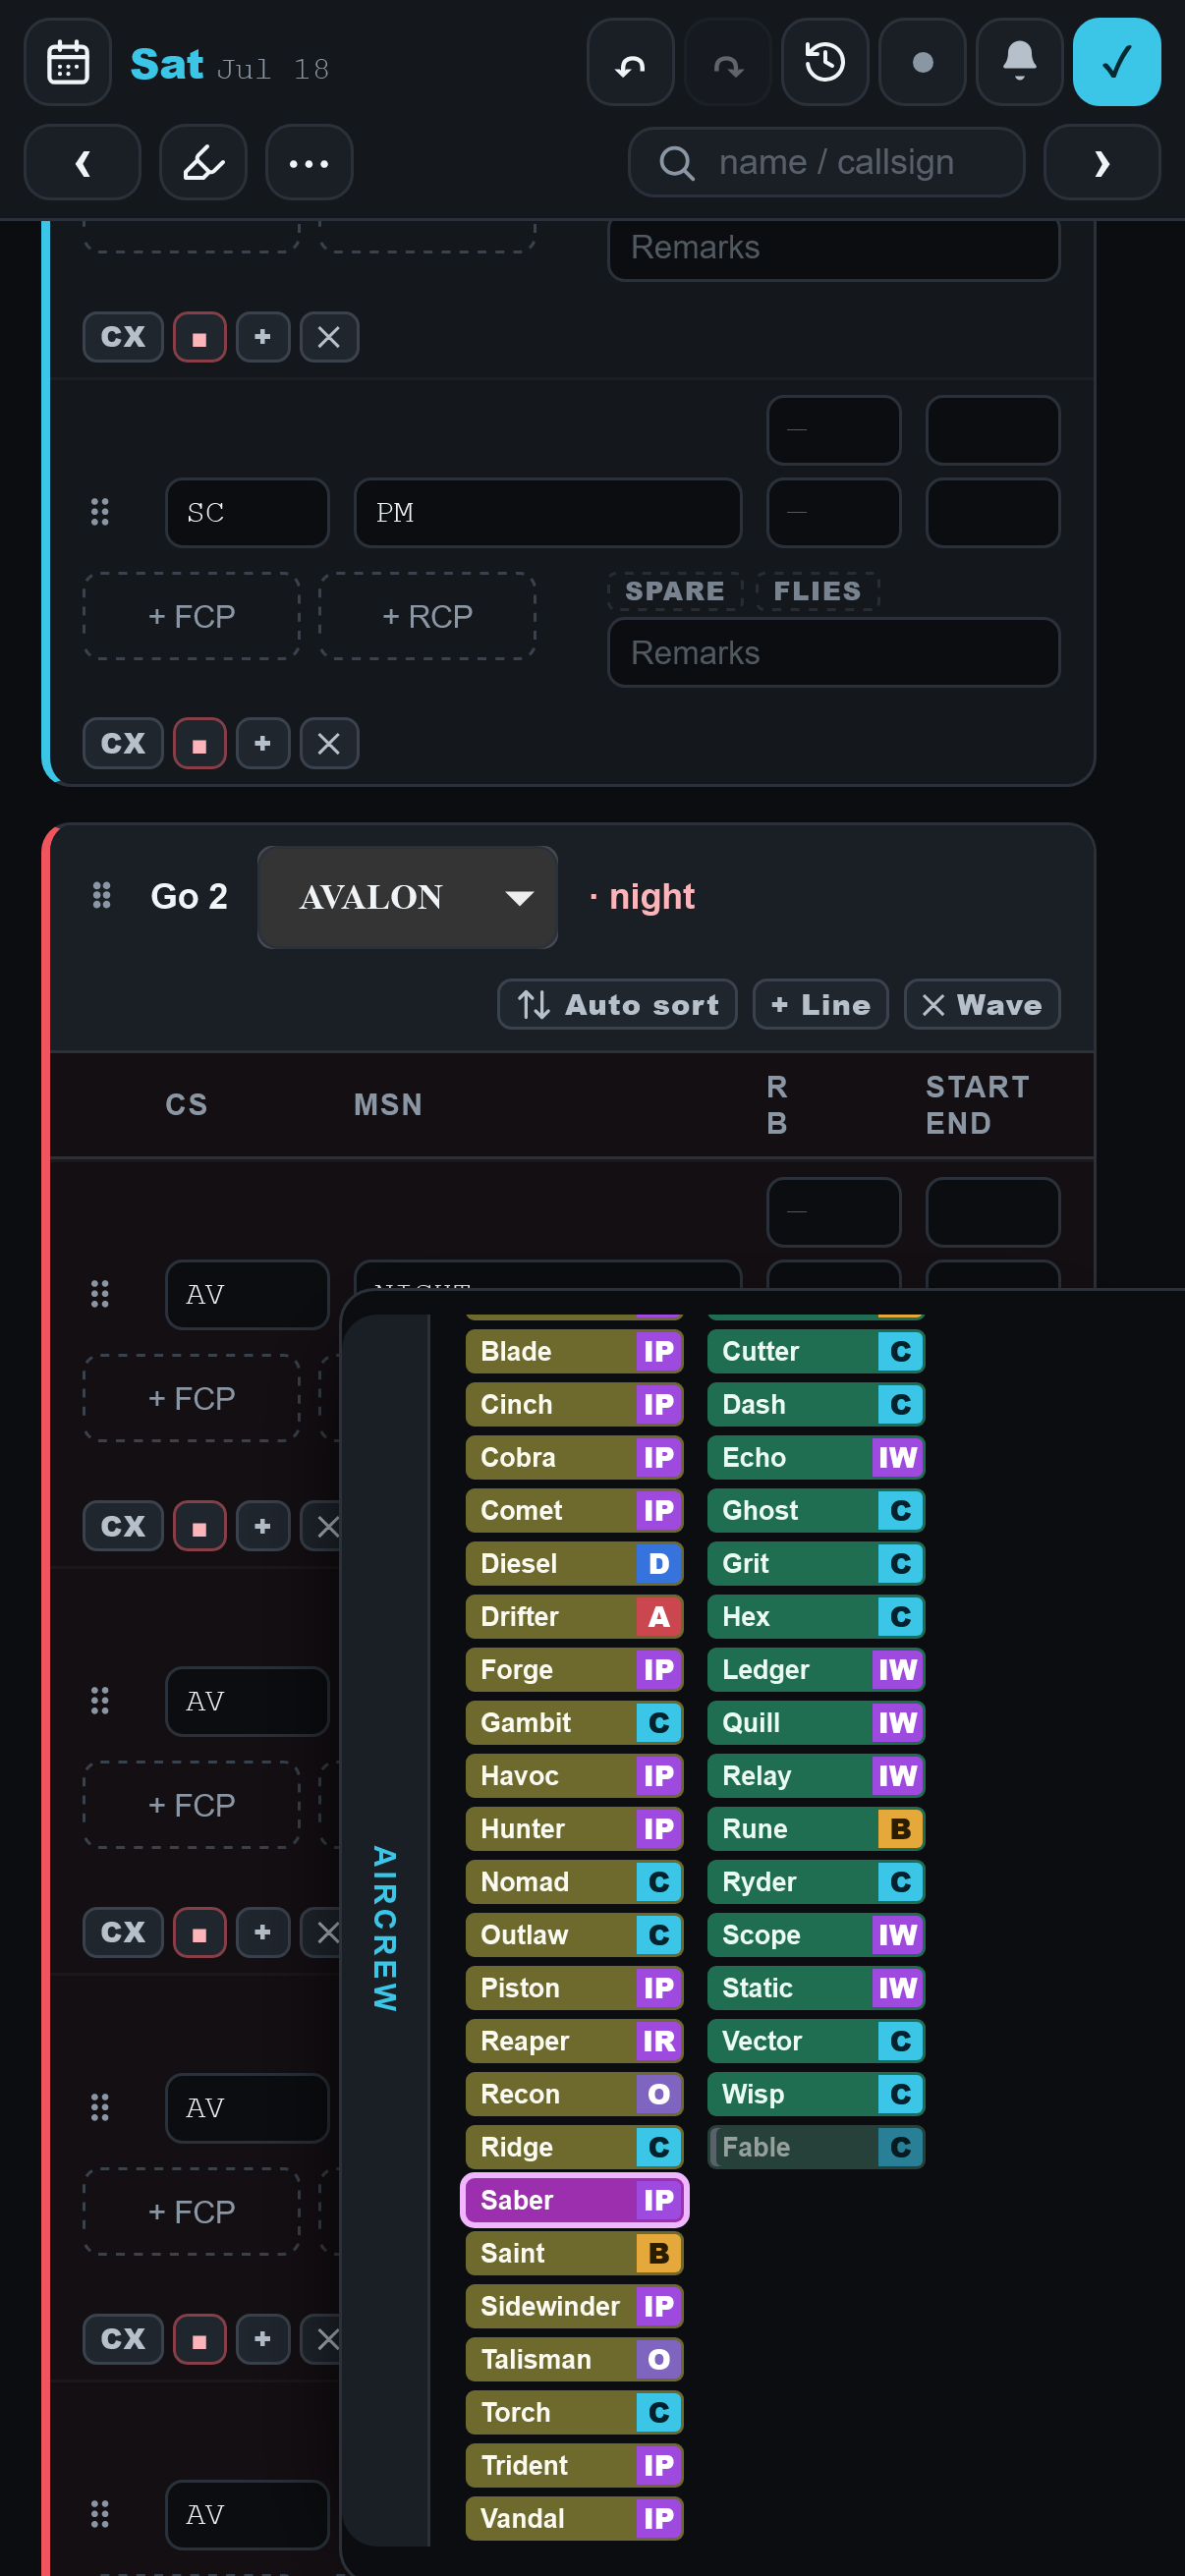 Sat Jul 18
name / callsign
Remarks
CX
SC PM
+ FCP + RCP SPARE FLIES
Remarks
CX
Go 2 AVALON · night
Auto sort + Line Wave
CS MSN R START
B END
AV
+ FCP
CX
AV
+ FCP
CX
AV
+ FCP
CX
AV
AIRCREW
Blade IP
Cinch IP
Cobra IP
Comet IP
Diesel D
Drifter A
Forge IP
Gambit C
Havoc IP
Hunter IP
Nomad C
Outlaw C
Piston IP
Reaper IR
Recon O
Ridge C
Saber IP
Saint B
Sidewinder IP
Talisman O
Torch C
Trident IP
Vandal IP
Cutter C
Dash C
Echo IW
Ghost C
Grit C
Hex C
Ledger IW
Quill IW
Relay IW
Rune B
Ryder C
Scope IW
Static IW
Vector C
Wisp C
Fable C